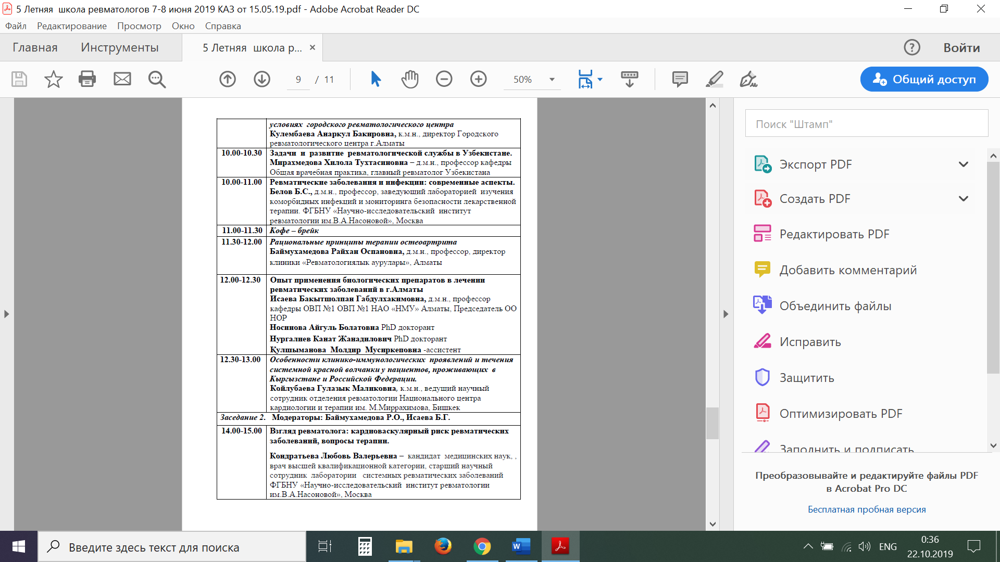 5 Летняя  школа ревматологов 7-8 июня 2019 КАЗ от 15.05.19.pdf - Adobe Acrobat Reader DC
Файл Редактирование Просмотр Окно Справка
Главная Инструменты 5 Летняя  школа р... Войти
9 / 11 50% Общий доступ
условиях  городского ревматологического центра
Кулембаева Анаркул Бакировна, к.м.н., директор Городского
ревматологического центра г.Алматы
10.00-10.30 Задачи  и  развитие  ревматологической службы в Узбекистане.
Мирахмедова Хилола Тухтасиновна – д.м.н., профессор кафедры
Общая врачебная практика, главный ревматолог Узбекистана
10.00-11.00 Ревматические заболевания и инфекции: современные аспекты.
Белов Б.С., д.м.н., профессор, заведующий лабораторией  изучения
коморбидных инфекций и мониторинга безопасности лекарственной
терапии. ФГБНУ «Научно-исследовательский  институт
ревматологии им.В.А.Насоновой», Москва
11.00-11.30 Кофе – брейк
11.30-12.00 Рациональные принципы терапии остеоартрита
Баймухамедова Райхан Оспановна, д.м.н., профессор, директор
клиники «Ревматологиялык аурулары», Алматы
12.00-12.30 Опыт применения биологических препаратов в лечении
ревматических заболеваний в г.Алматы
Исаева Бакытшолпан Габдулхакимовна, д.м.н., профессор
кафедры ОВП №1 ОВП №1 НАО «НМУ» Алматы, Председатель ОО
НОР
Носинова Айгуль Болатовна PhD докторант
Нургалиев Канат Жанадилович PhD докторант
Қулшыманова  Молдир  Мусиркеповна -ассистент
12.30-13.00 Особенности клинико-иммунологических  проявлений и течения
системной красной волчанки у пациентов, проживающих  в
Кыргызстане и Российской Федерации.
Койлубаева Гулазык Маликовна, к.м.н., ведущий научный
сотрудник отделения ревматологии Национального центра
кардиологии и терапии им. М.Миррахимова, Бишкек
Заседание 2.   Модераторы: Баймухамедова Р.О., Исаева Б.Г.
14.00-15.00 Взгляд ревматолога: кардиоваскулярный риск ревматических
заболеваний, вопросы терапии.
Кондратьева Любовь Валерьевна –  кандидат  медицинских наук, ,
врач высшей квалификационной категории, старший научный
сотрудник  лаборатории   системных ревматических заболеваний
ФГБНУ «Научно-исследовательский  институт ревматологии
им.В.А.Насоновой», Москва
Поиск "Штамп"
Экспорт PDF
Создать PDF
Редактировать PDF
Добавить комментарий
Объединить файлы
Исправить
Защитить
Оптимизировать PDF
Заполнить и подписать
Преобразовывайте и редактируйте файлы PDF
в Acrobat Pro DC
Бесплатная пробная версия
Введите здесь текст для поиска
ENG
0:36
22.10.2019